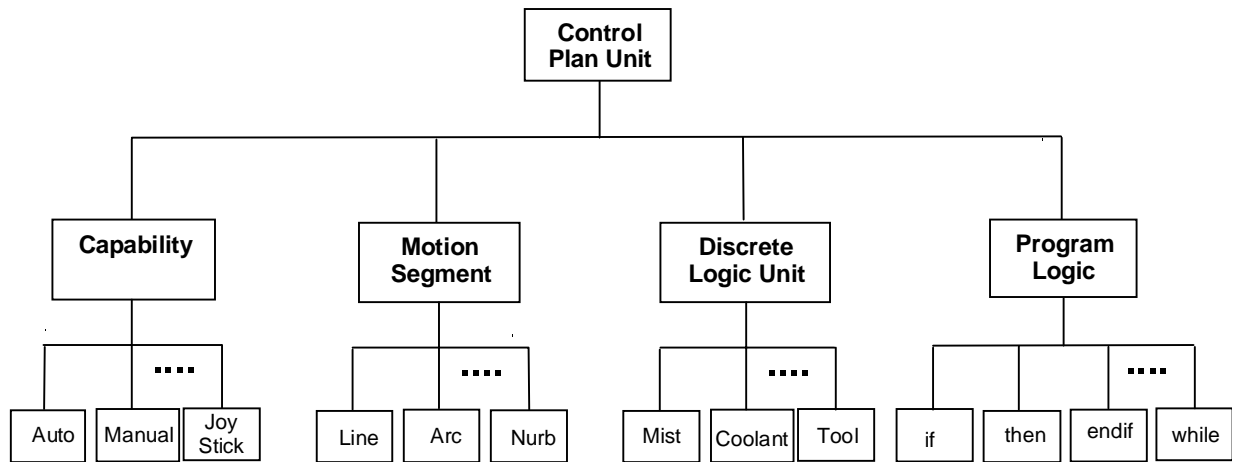 Control
Plan Unit
Capability
Motion
Segment
Discrete
Logic Unit
Program
Logic
....
....
....
....
Auto
Manual
Joy
Stick
Line
Arc
Nurb
Mist
Coolant
Tool
if
then
endif
while